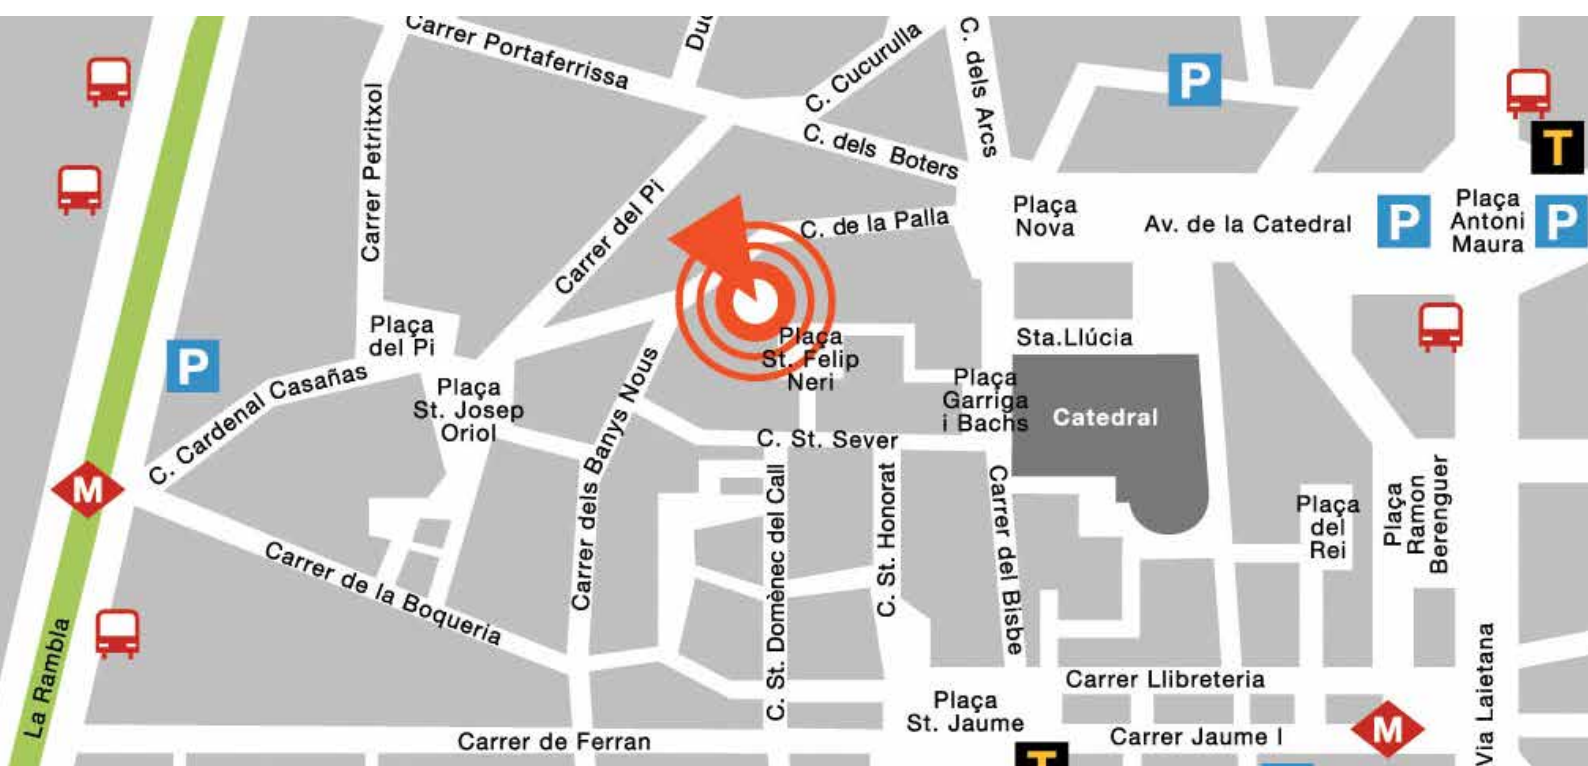 Carrer Portaferrissa
Duc
C. Cucurulla
C. dels Arcs
P
C. dels Boters
T
Carrer Petritxol
Carrer del Pi
C. de la Palla
Plaça
Nova
Av. de la Catedral
P
Plaça
Antoni
Maura
P
Plaça
del Pi
P
C. Cardenal Casañas
Plaça
St. Josep
Oriol
Carrer dels Banys Nous
Plaça
St. Felip
Neri
Sta.Llúcia
Plaça
Garriga
i Bachs
Catedral
C. St. Sever
M
Carrer de la Boqueria
C. St. Domènec del Call
C. St. Honorat
Carrer del Bisbe
Plaça
del
Rei
Plaça
Ramon
Berenguer
La Rambla
Carrer Llibreteria
Plaça
St. Jaume
Carrer de Ferran
Carrer Jaume I
M
Via Laietana
T